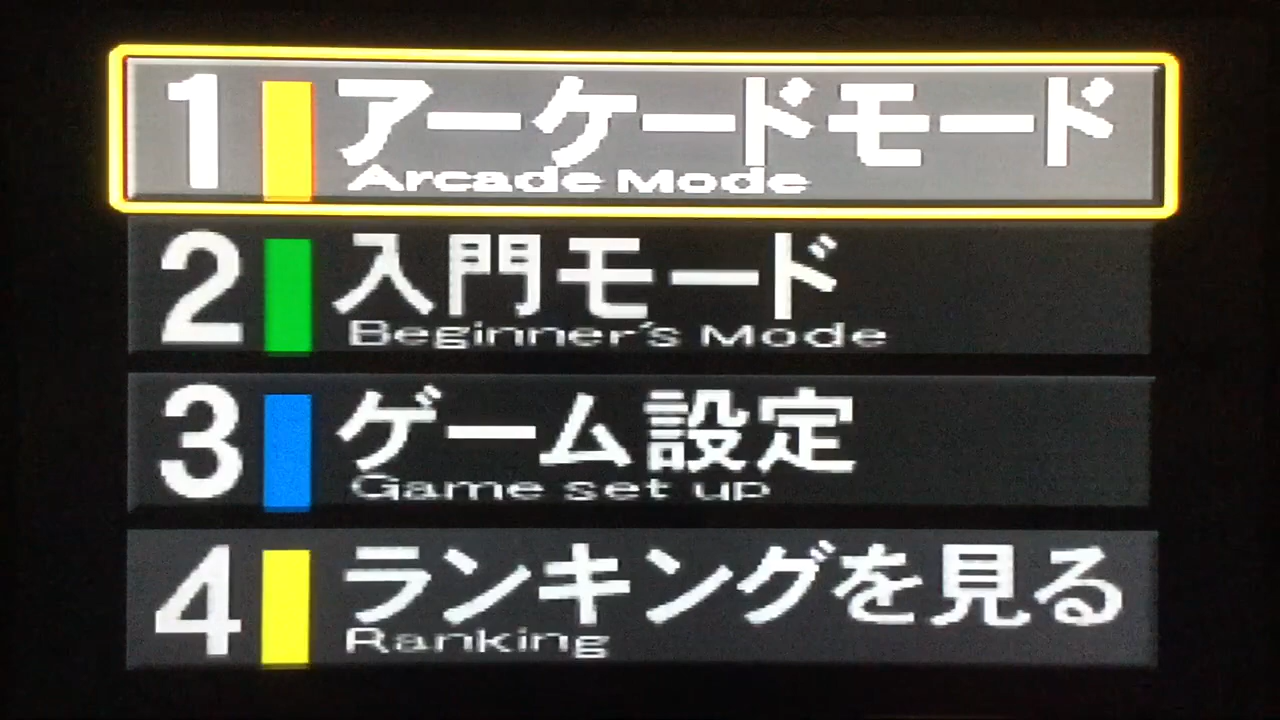 1 アーケードモード
Arcade Mode
2 入門モード
Beginner's Mode
3 ゲーム設定
Game set up
4 ランキングを見る
Ranking